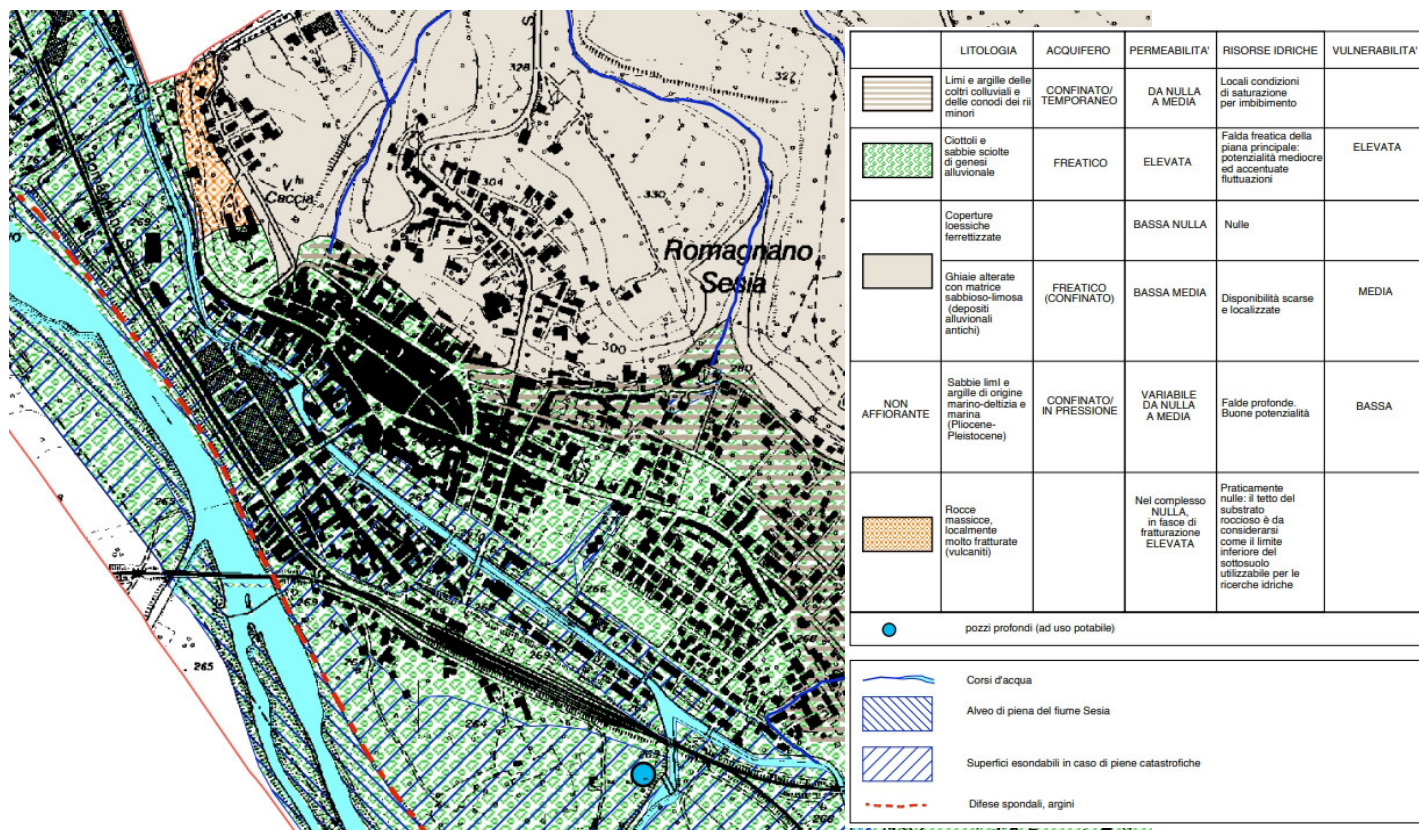 328
327
V.la
Caccia
304
330
Romagnano
Sesia
300
280
269
265
263
266
268
264
LITOLOGIA
ACQUIFERO
PERMEABILITA'
RISORSE IDRICHE
VULNERABILITA'
Limi e argille delle
coltri colluviali e
delle conodi dei rii
minori
CONFINATO/
TEMPORANEO
DA NULLA
A MEDIA
Locali condizioni
di saturazione
per imbibimento
Ciottoli e
sabbie sciolte
di genesi
alluvionale
FREATICO
ELEVATA
Falda freatica della
piana principale:
potenzialità mediocre
ed accentuate
fluttuazioni
ELEVATA
Coperture
loessiche
ferrettizzate
BASSA NULLA
Nulle
Ghiaie alterate
con matrice
sabbioso-limosa
(depositi
alluvionali
antichi)
FREATICO
(CONFINATO)
BASSA MEDIA
Disponibilità scarse
e localizzate
MEDIA
NON
AFFIORANTE
Sabbie limI e
argille di origine
marino-deltizia e
marina
(Pliocene-
Pleistocene)
CONFINATO/
IN PRESSIONE
VARIABILE
DA NULLA
A MEDIA
Falde profonde.
Buone potenzialità
BASSA
Rocce
massicce,
localmente
molto fratturate
(vulcaniti)
Nel complesso
NULLA,
in fasce di
fratturazione
ELEVATA
Praticamente
nulle: il tetto del
substrato
roccioso è da
considerarsi
come il limite
inferiore del
sottosuolo
utilizzabile per le
ricerche idriche
pozzi profondi (ad uso potabile)
Corsi d'acqua
Alveo di piena del fiume Sesia
Superfici esondabili in caso di piene catastrofiche
Difese spondali, argini